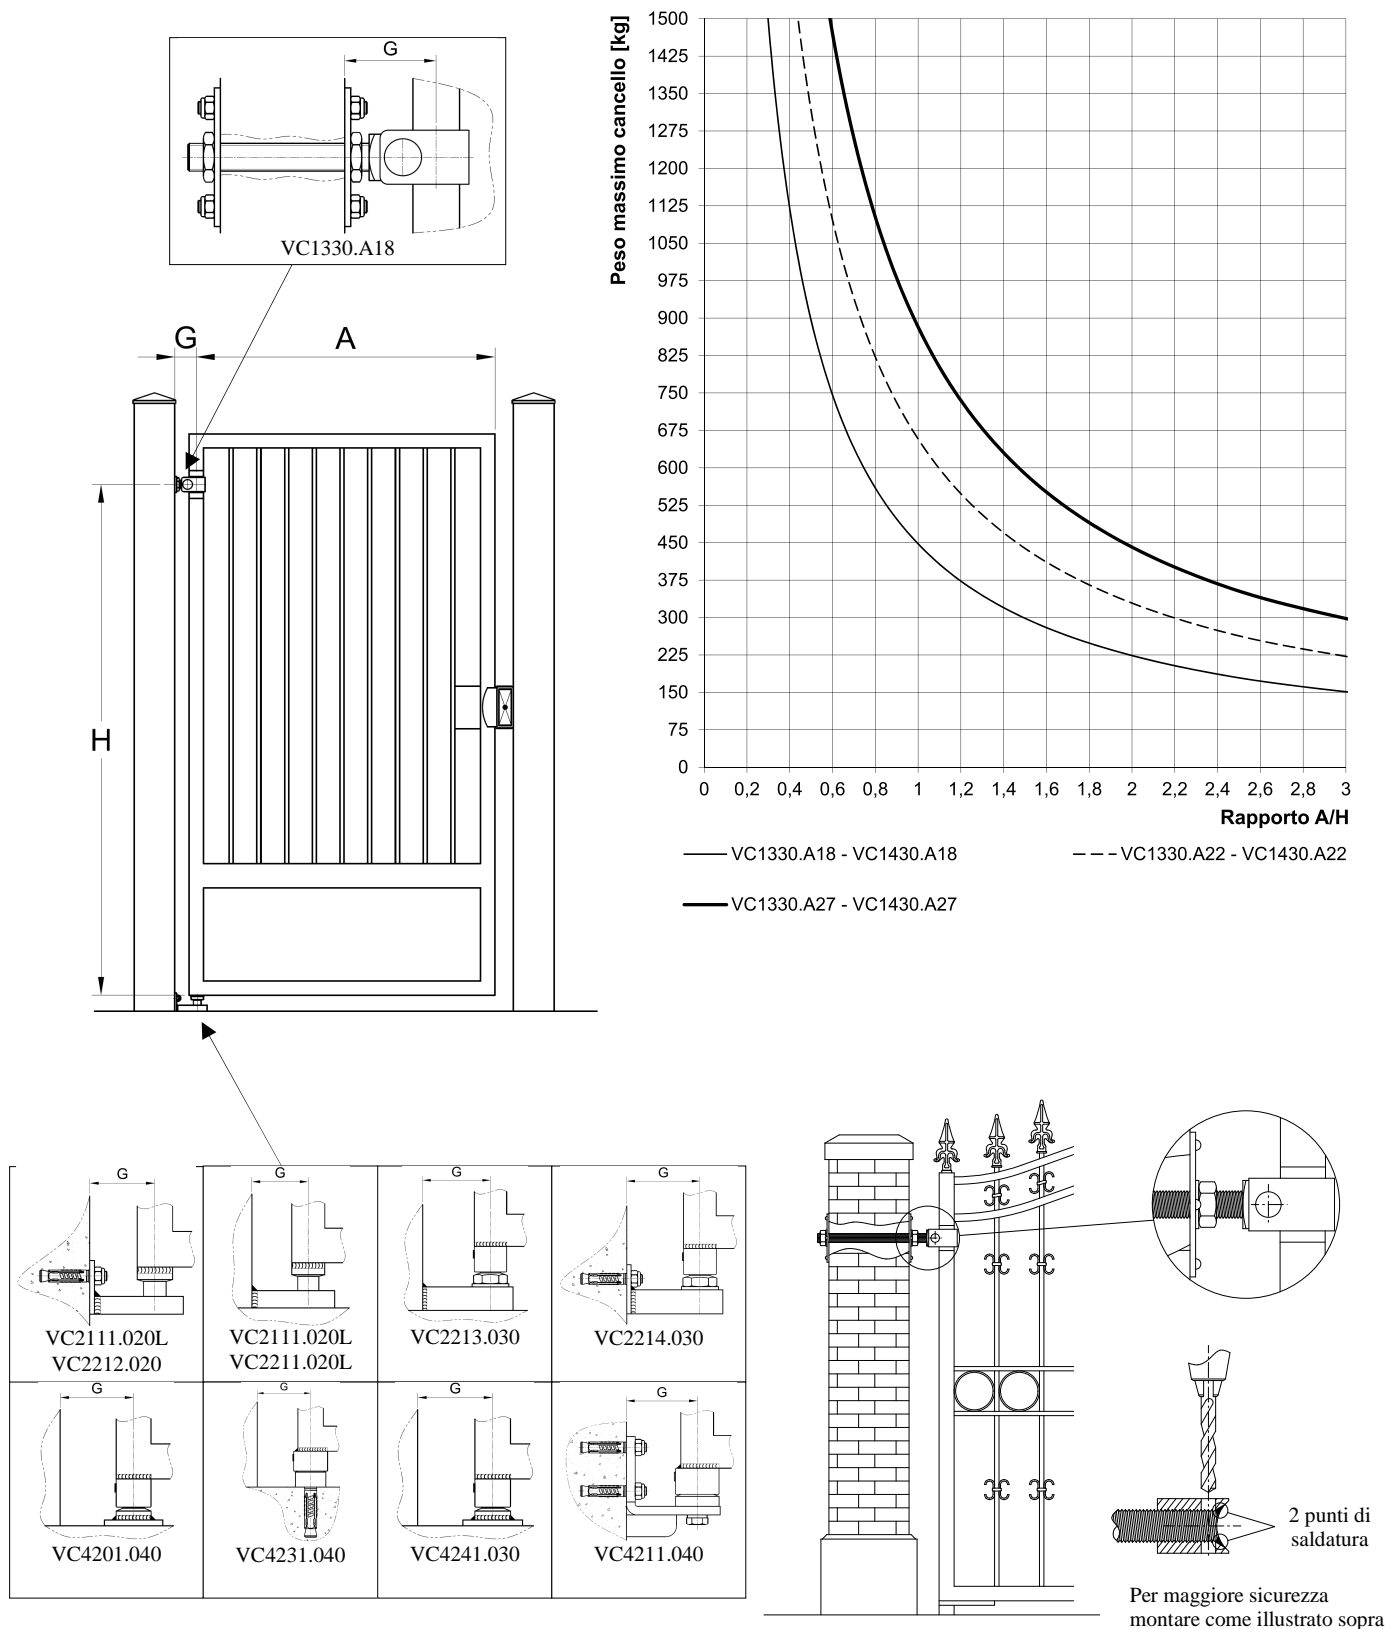 G
VC1330.A18
G
A
H
Peso massimo cancello [kg]
1500
1425
1350
1275
1200
1125
1050
975
900
825
750
675
600
525
450
375
300
225
150
75
0
0 0,2 0,4 0,6 0,8 1 1,2 1,4 1,6 1,8 2 2,2 2,4 2,6 2,8 3
Rapporto A/H
VC1330.A18 - VC1430.A18
VC1330.A22 - VC1430.A22
VC1330.A27 - VC1430.A27
G
VC2111.020L
VC2212.020
G
VC2111.020L
VC2211.020L
G
VC2213.030
G
VC2214.030
G
VC4201.040
G
VC4231.040
G
VC4241.030
G
VC4211.040
2 punti di
saldatura
Per maggiore sicurezza
montare come illustrato sopra